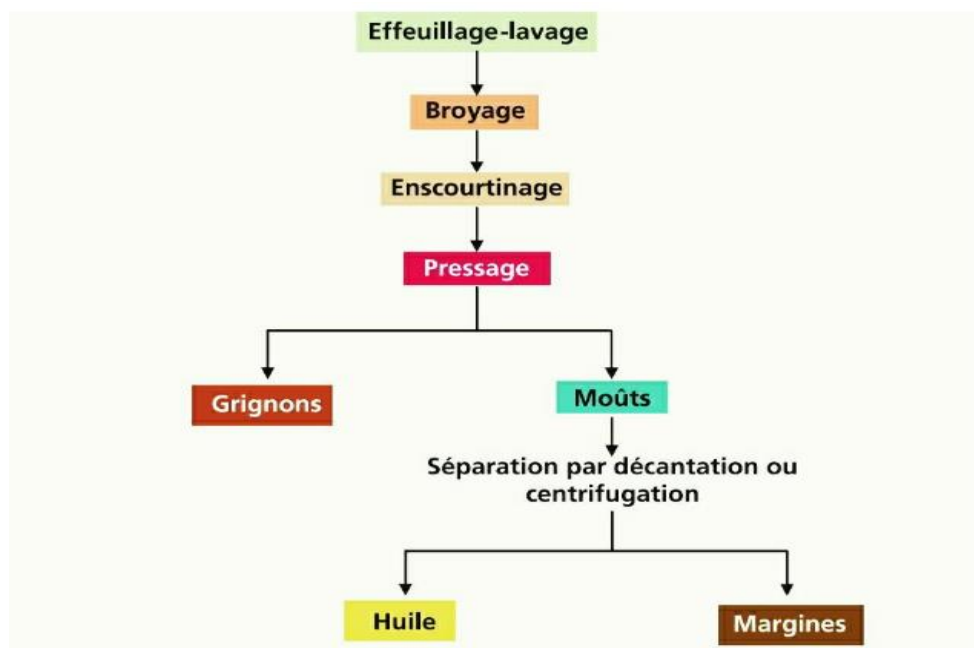 Effeuillage-lavage
Broyage
Enscourtinage
Pressage
Grignons
Moûts
Séparation par décantation ou
centrifugation
Huile
Margines